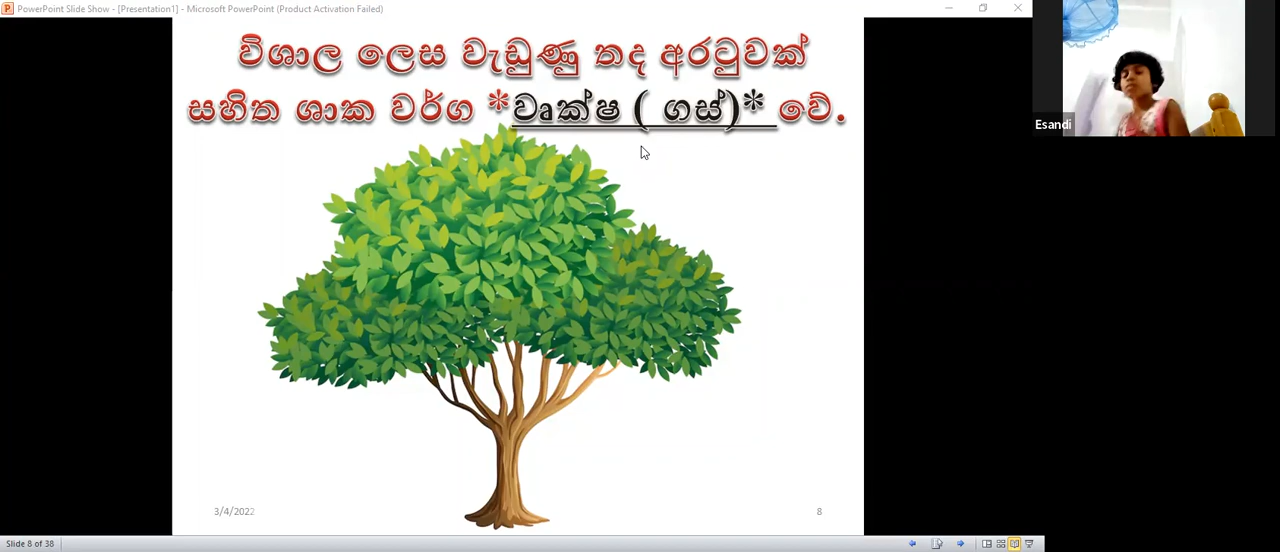 PowerPoint Slide Show - [Presentation1] - Microsoft PowerPoint (Product Activation Failed)
විශාල ලෙස වැඩුණු තද අරටුවක්
සහිත ශාක වර්ග *වෘක්ෂ ( ගස්)* වේ.
Esandi
3/4/2022
8
Slide 8 of 38